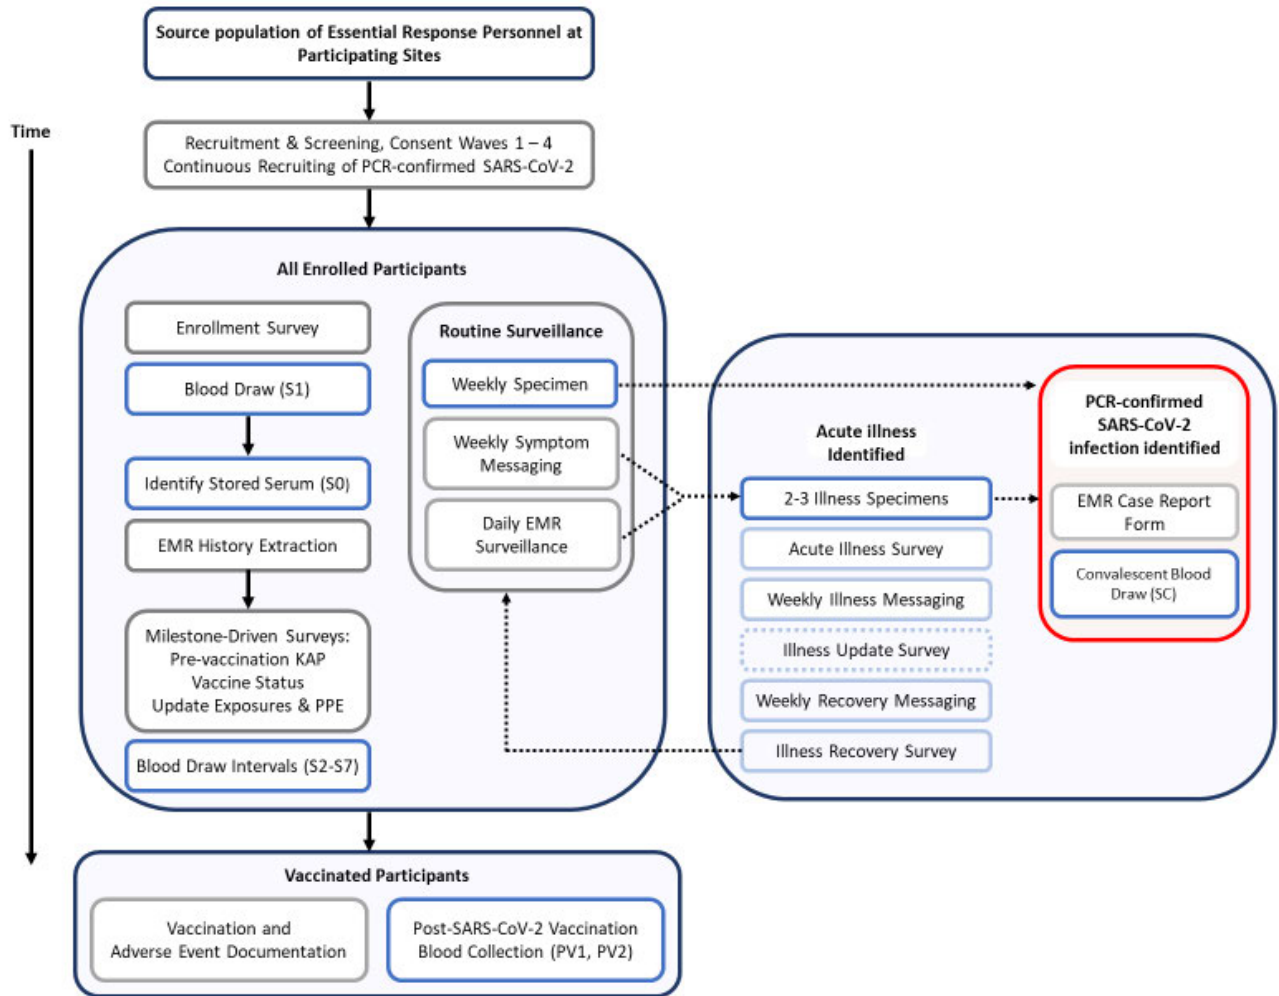 Source population of Essential Response Personnel at
Participating Sites
Time
Recruitment & Screening, Consent Waves 1 – 4
Continuous Recruiting of PCR-confirmed SARS-CoV-2
All Enrolled Participants
Enrollment Survey
Blood Draw (S1)
Identify Stored Serum (S0)
EMR History Extraction
Milestone-Driven Surveys:
Pre-vaccination KAP
Vaccine Status
Update Exposures & PPE
Blood Draw Intervals (S2-S7)
Routine Surveillance
Weekly Specimen
Weekly Symptom
Messaging
Daily EMR
Surveillance
Acute illness
Identified
2-3 Illness Specimens
Acute Illness Survey
Weekly Illness Messaging
Illness Update Survey
Weekly Recovery Messaging
Illness Recovery Survey
PCR-confirmed
SARS-CoV-2
infection identified
EMR Case Report
Form
Convalescent Blood
Draw (SC)
Vaccinated Participants
Vaccination and
Adverse Event Documentation
Post-SARS-CoV-2 Vaccination
Blood Collection (PV1, PV2)